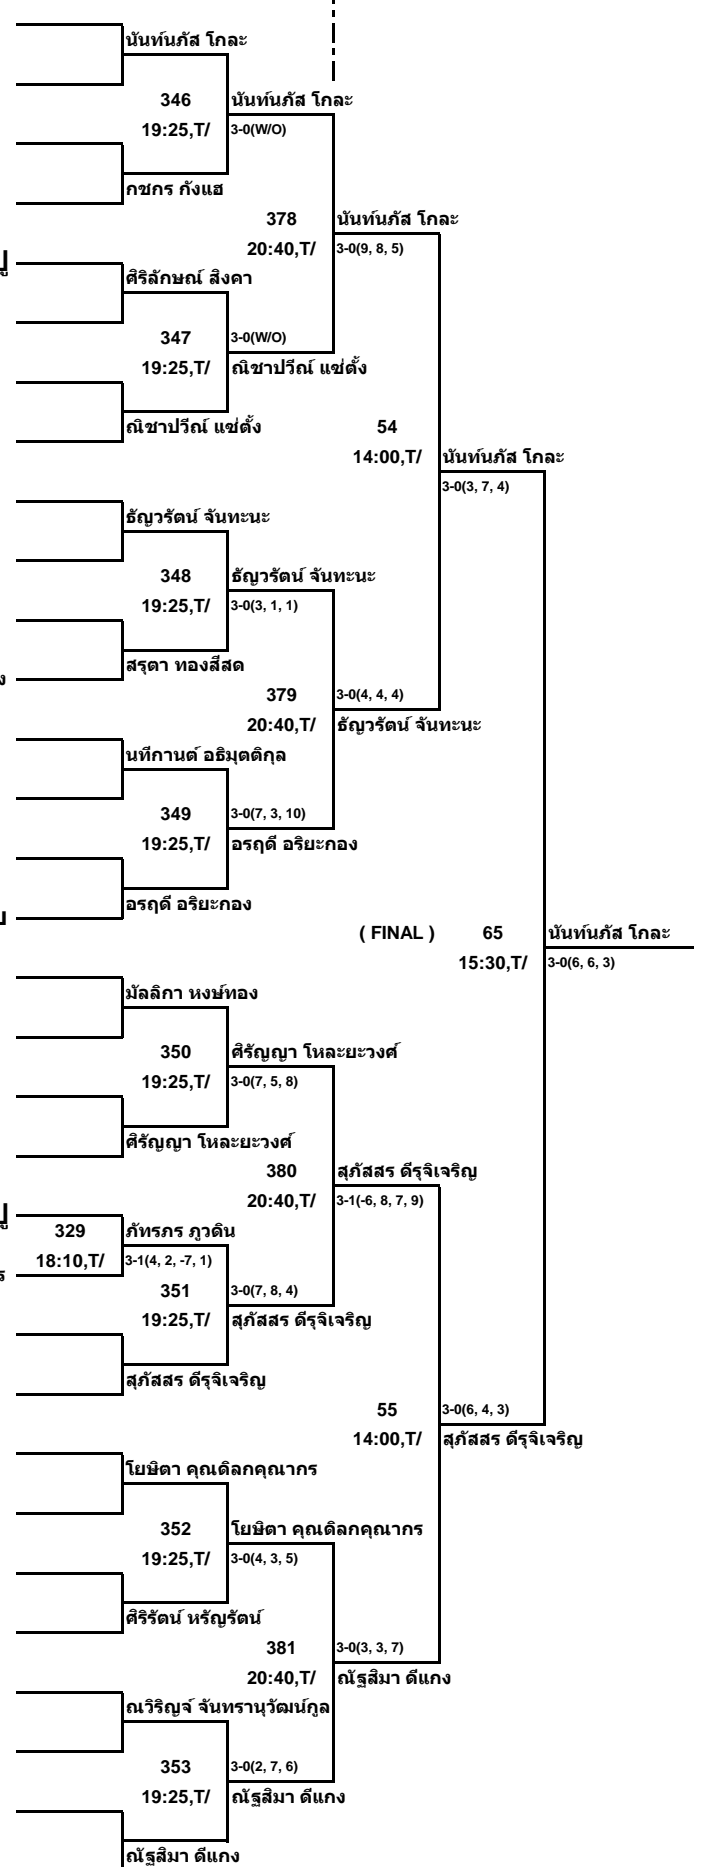 นันท์นภัส โกละ
346
นันท์นภัส โกละ
19:25,T/
3-0(W/O)
กชกร กังแฮ
378
นันท์นภัส โกละ
20:40,T/
3-0(9, 8, 5)
ศิริลักษณ์ สิงคา
347
3-0(W/O)
19:25,T/
ณิชาปวีณ์ แซ่ตั้ง
ณิชาปวีณ์ แซ่ตั้ง
54
14:00,T/
นันท์นภัส โกละ
3-0(3, 7, 4)
ธัญวรัตน์ จันทะนะ
348
ธัญวรัตน์ จันทะนะ
19:25,T/
3-0(3, 1, 1)
สรุตา ทองสีสด
379
3-0(4, 4, 4)
20:40,T/
ธัญวรัตน์ จันทะนะ
นทีกานต์ อธิมุตติกุล
349
3-0(7, 3, 10)
19:25,T/
อรฤดี อริยะกอง
อรฤดี อริยะกอง
( FINAL )
65
นันท์นภัส โกละ
15:30,T/
3-0(6, 6, 3)
มัลลิกา หงษ์ทอง
350
ศิรัญญา โหละยะวงศ์
19:25,T/
3-0(7, 5, 8)
ศิรัญญา โหละยะวงศ์
380
สุภัสสร ดีรุจิเจริญ
20:40,T/
3-1(-6, 8, 7, 9)
329
ภัทรภร ภูวดิน
18:10,T/
3-1(4, 2, -7, 1)
351
3-0(7, 8, 4)
19:25,T/
สุภัสสร ดีรุจิเจริญ
สุภัสสร ดีรุจิเจริญ
55
3-0(6, 4, 3)
14:00,T/
สุภัสสร ดีรุจิเจริญ
โยษิตา คุณดิลกคุณากร
352
โยษิตา คุณดิลกคุณากร
19:25,T/
3-0(4, 3, 5)
ศิริรัตน์ หรัญรัตน์
381
3-0(3, 3, 7)
20:40,T/
ณัฐสิมา ดีแกง
ณวิริญจ์ จันทรานุวัฒน์กูล
353
3-0(2, 7, 6)
19:25,T/
ณัฐสิมา ดีแกง
ณัฐสิมา ดีแกง